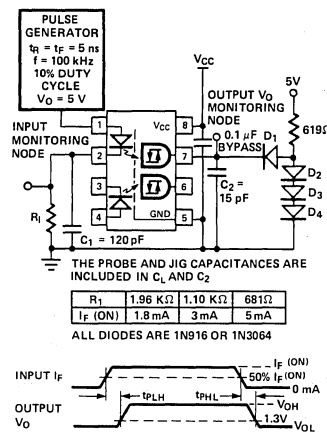 PULSE
GENERATOR
tR = tF = 5 ns
f = 100 kHz
10% DUTY
CYCLE
VO = 5 V
INPUT
MONITORING
NODE
VCC
OUTPUT VO
MONITORING
NODE
5V
1
2
3
4
VCC
GND
8
7
6
5
0.1 µF
BYPASS
D1
619Ω
D2
D3
D4
C2 =
15 pF
RI
C1 = 120 pF
THE PROBE AND JIG CAPACITANCES ARE
INCLUDED IN CL AND C2
R1 1.96 KΩ 1.10 KΩ 681Ω
IF (ON) 1.8 mA 3 mA 5 mA
ALL DIODES ARE 1N916 OR 1N3064
INPUT IF
IF (ON)
50% IF (ON)
0 mA
tPLH
tPHL
OUTPUT
VO
VOH
1.3V
VOL